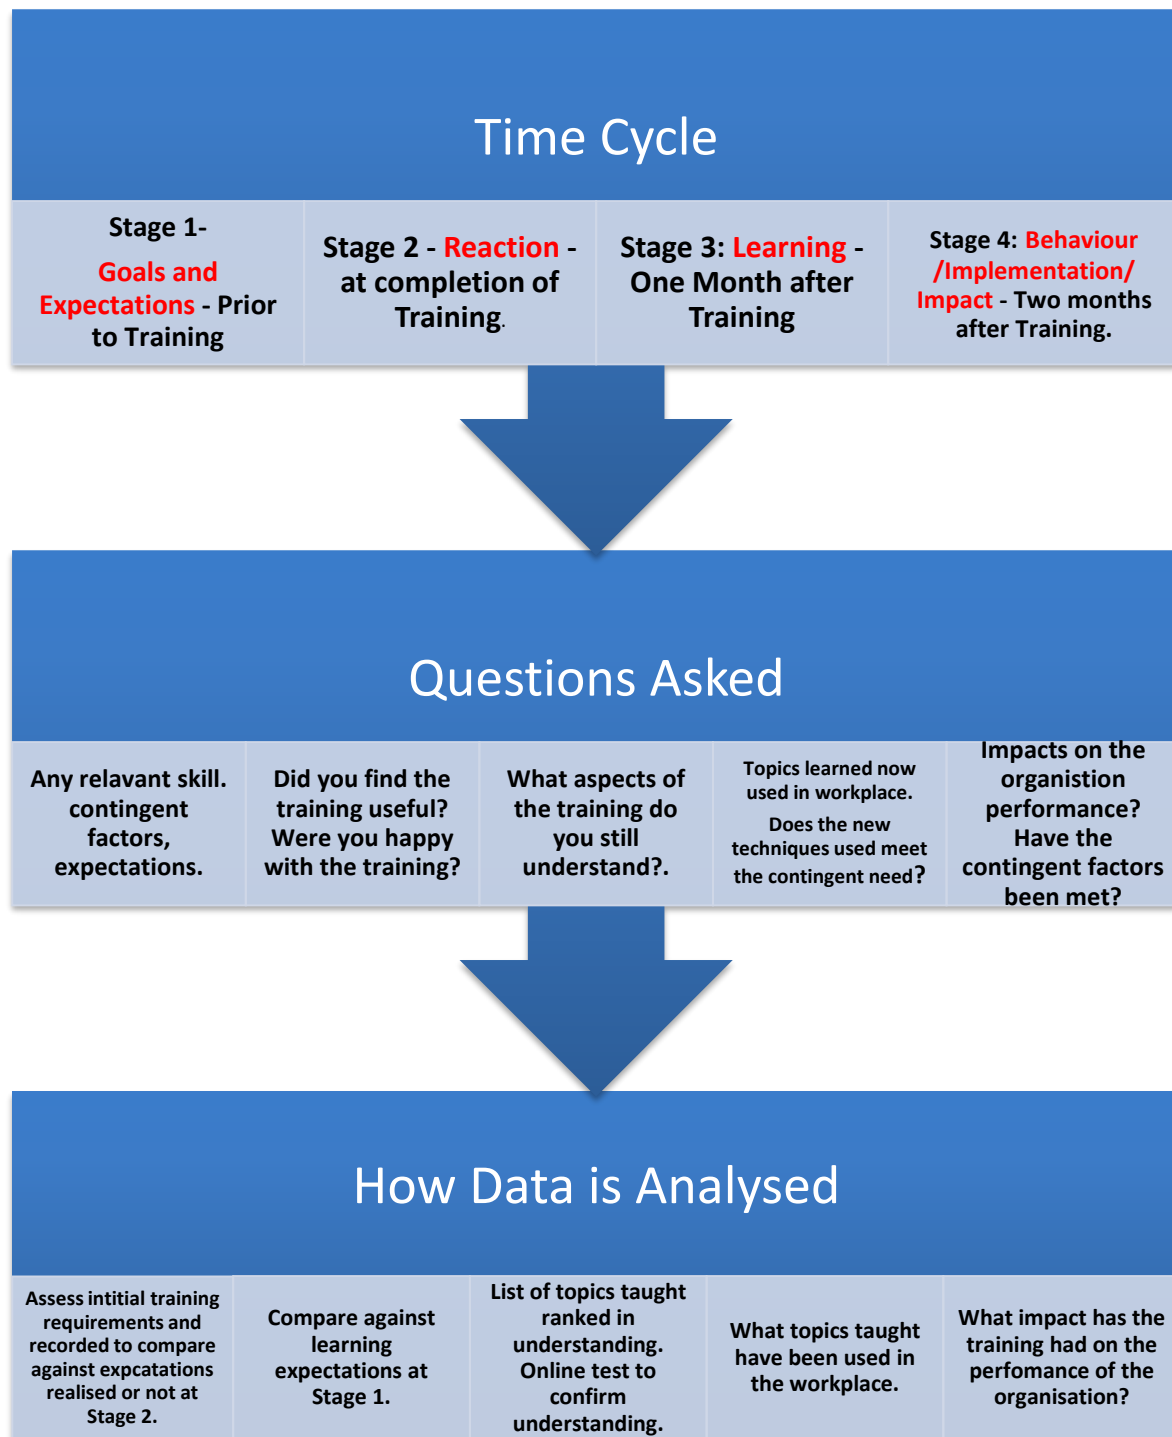 Time Cycle
Stage 1-
Goals and
Expectations - Prior
to Training
Stage 2 - Reaction -
at completion of
Training.
Stage 3: Learning -
One Month after
Training
Stage 4: Behaviour
/Implementation/
Impact - Two months
after Training.
Questions Asked
Any relavant skill.
contingent
factors,
expectations.
Did you find the
training useful?
Were you happy
with the training?
What aspects of
the training do
you still
understand?.
Topics learned now
used in workplace.
Does the new
techniques used meet
the contingent need?
Impacts on the
organistion
performance?
Have the
contingent factors
been met?
How Data is Analysed
Assess intitial training
requirements and
recorded to compare
against expcatations
realised or not at
Stage 2.
Compare against
learning
expectations at
Stage 1.
List of topics taught
ranked in
understanding.
Online test to
confirm
understanding.
What topics taught
have been used in
the workplace.
What impact has the
training had on the
perfomance of the
organisation?